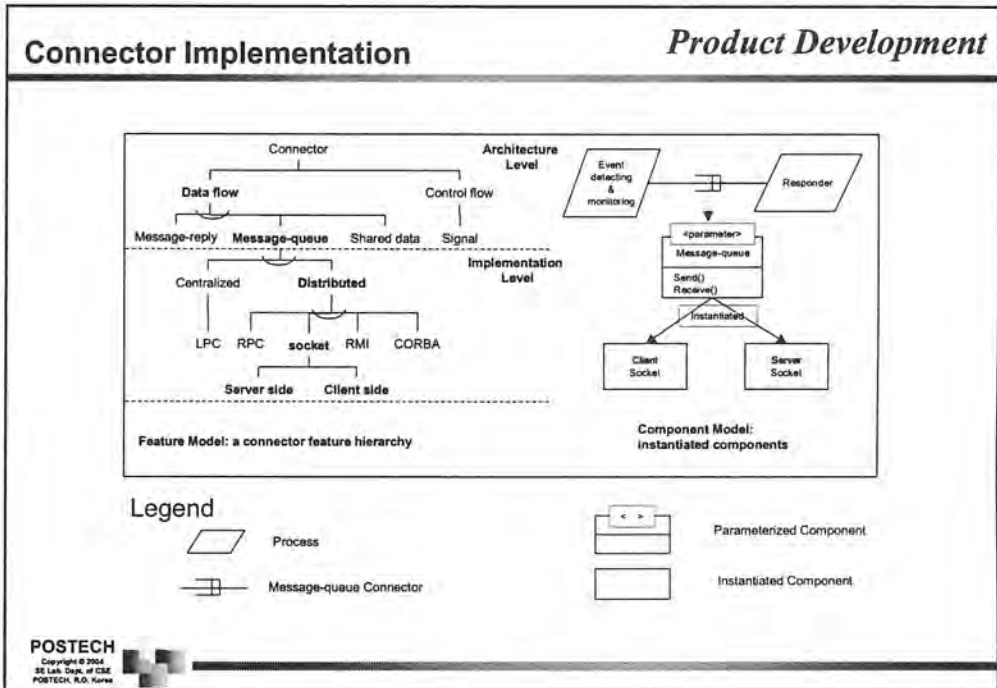 Connector Implementation
Product Development
Connector
Architecture
Level
Data flow
Control flow
Message-reply
Message-queue
Shared data
Signal
Implementation
Level
Centralized
Distributed
LPC
RPC
socket
RMI
CORBA
Server side
Client side
Feature Model: a connector feature hierarchy
Event
detecting
&
monitoring
Responder
<parameter>
Message-queue
Send()
Receive()
Instantiated
Client
Socket
Server
Socket
Component Model:
instantiated components
Legend
Process
Message-queue Connector
< >
Parameterized Component
Instantiated Component
POSTECH
Copyright © 2004
SE Lab. Dept. of CSE
POSTECH, R.O. Korea